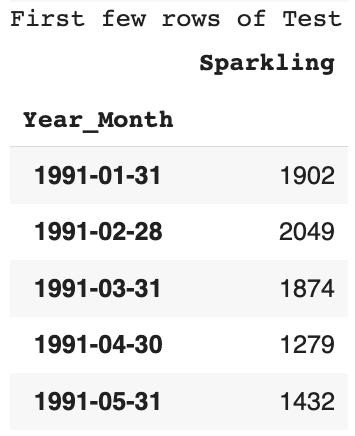 First few rows of Test
Sparkling
Year_Month
1991-01-31 1902
1991-02-28 2049
1991-03-31 1874
1991-04-30 1279
1991-05-31 1432